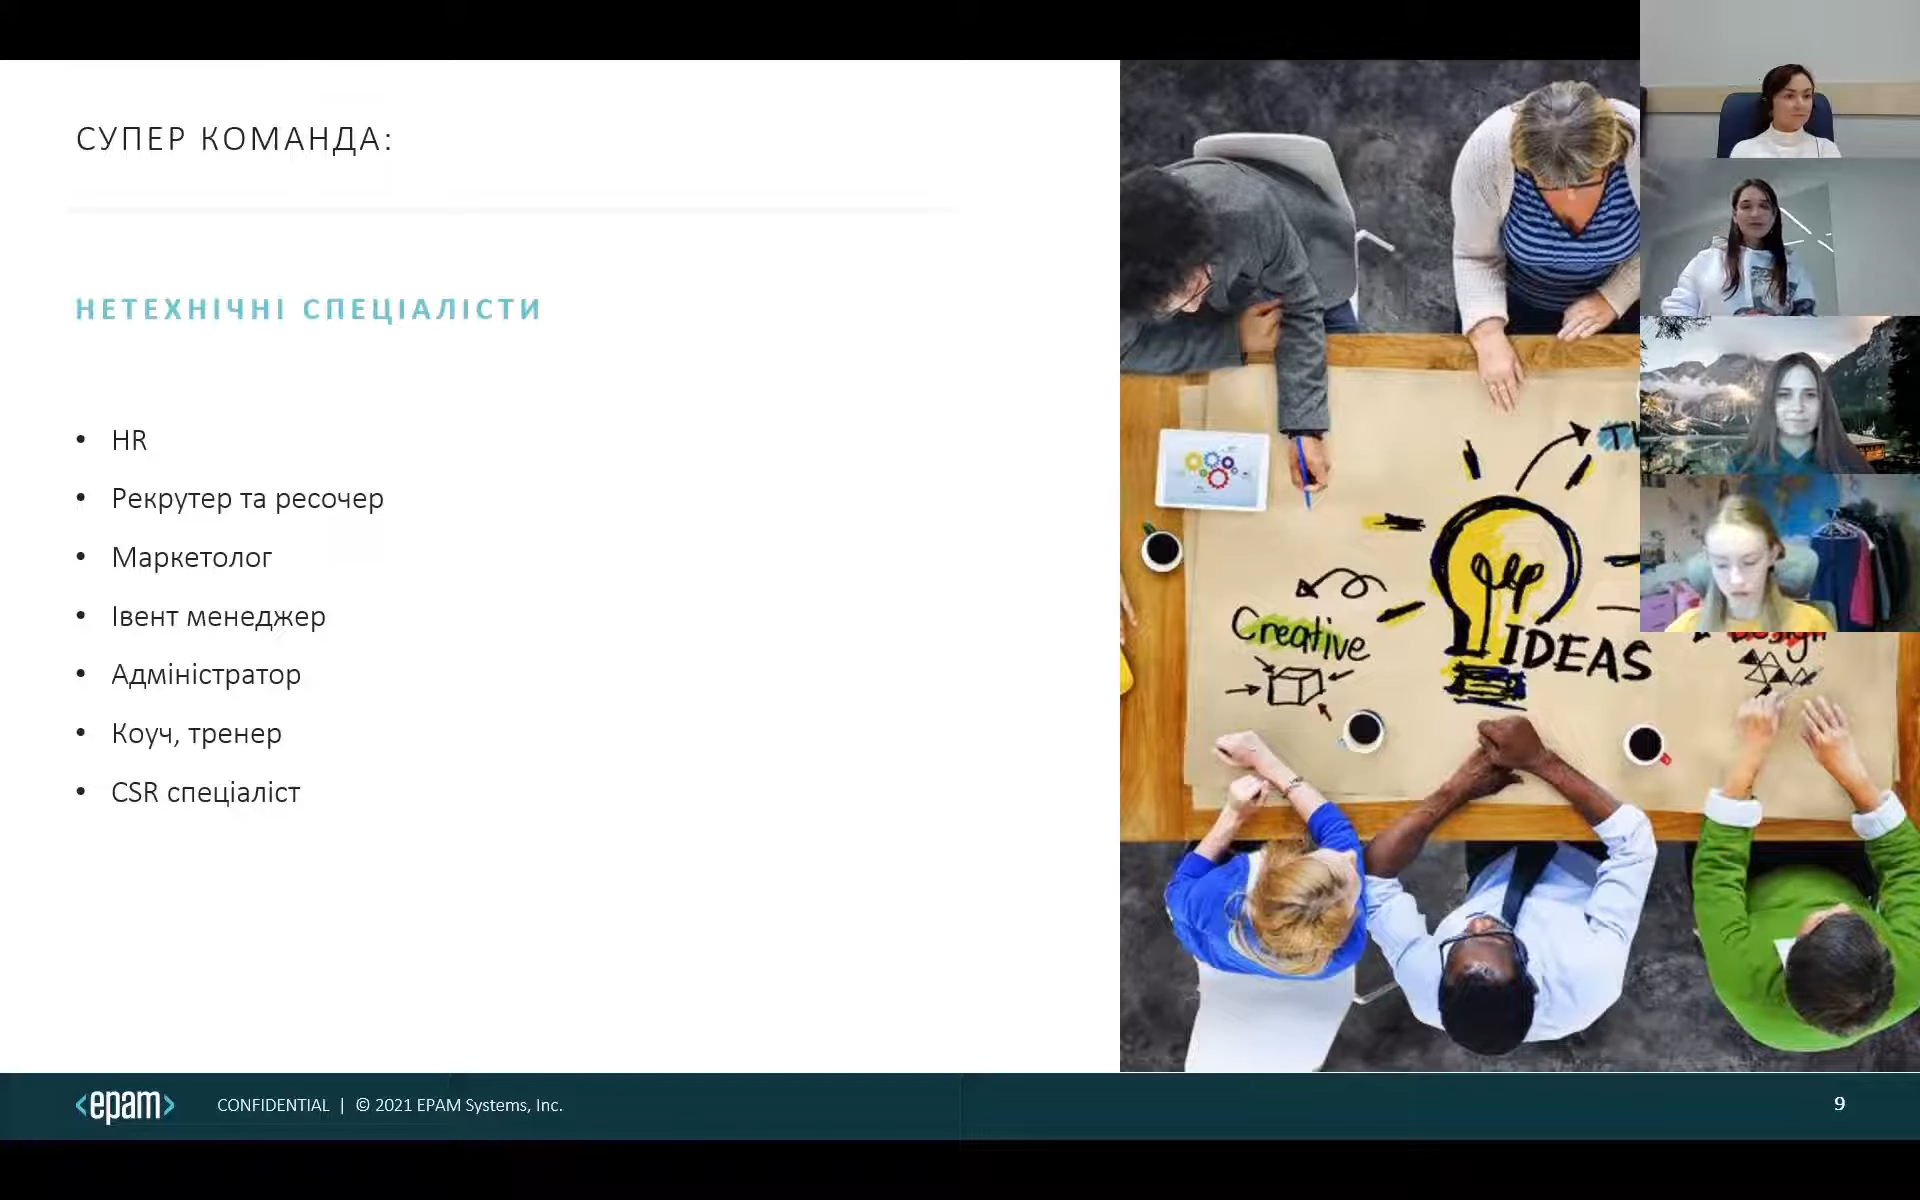 СУПЕР КОМАНДА:
НЕТЕХНІЧНІ СПЕЦІАЛІСТИ
• HR
• Рекрутер та ресочер
• Маркетолог
• Івент менеджер
• Адміністратор
• Коуч, тренер
• CSR спеціаліст
Creative
IDEAS
Design
<epam>
CONFIDENTIAL | © 2021 EPAM Systems, Inc.
9